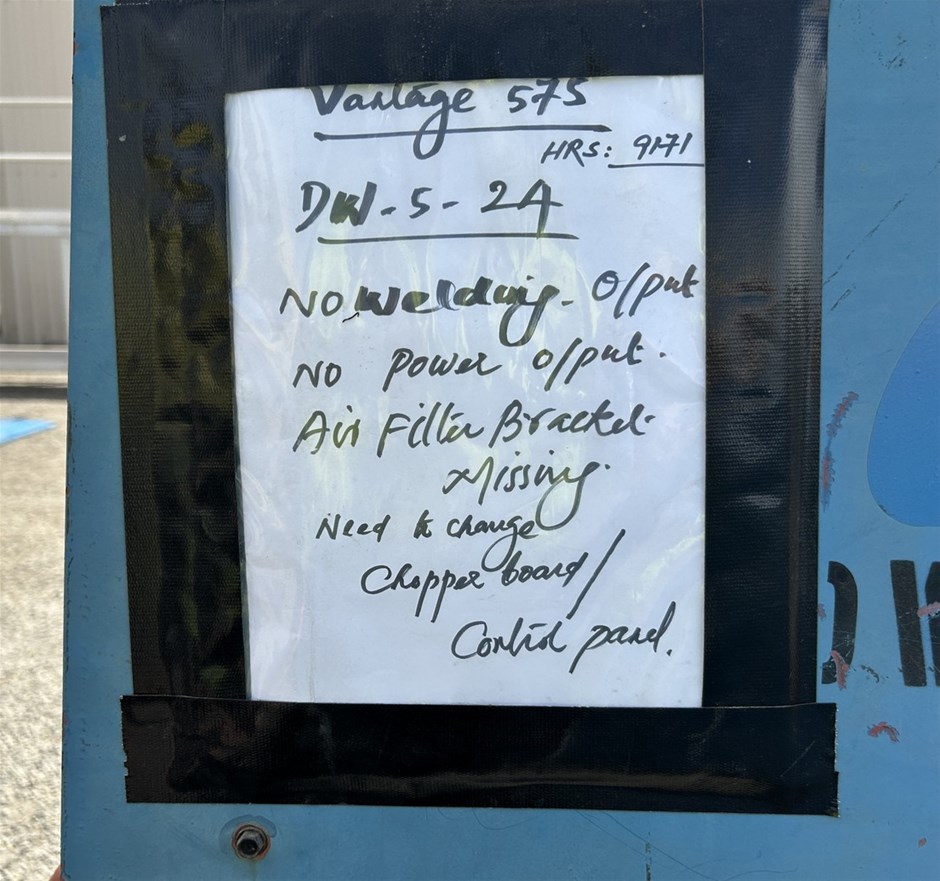 Vantage 575
HRS: 9171
DW-5-2A
NO Welding O/put
NO Power o/put.
Air Filter Bracket
Missing.
Need to change
Chopper board/
Control panel.
D.W